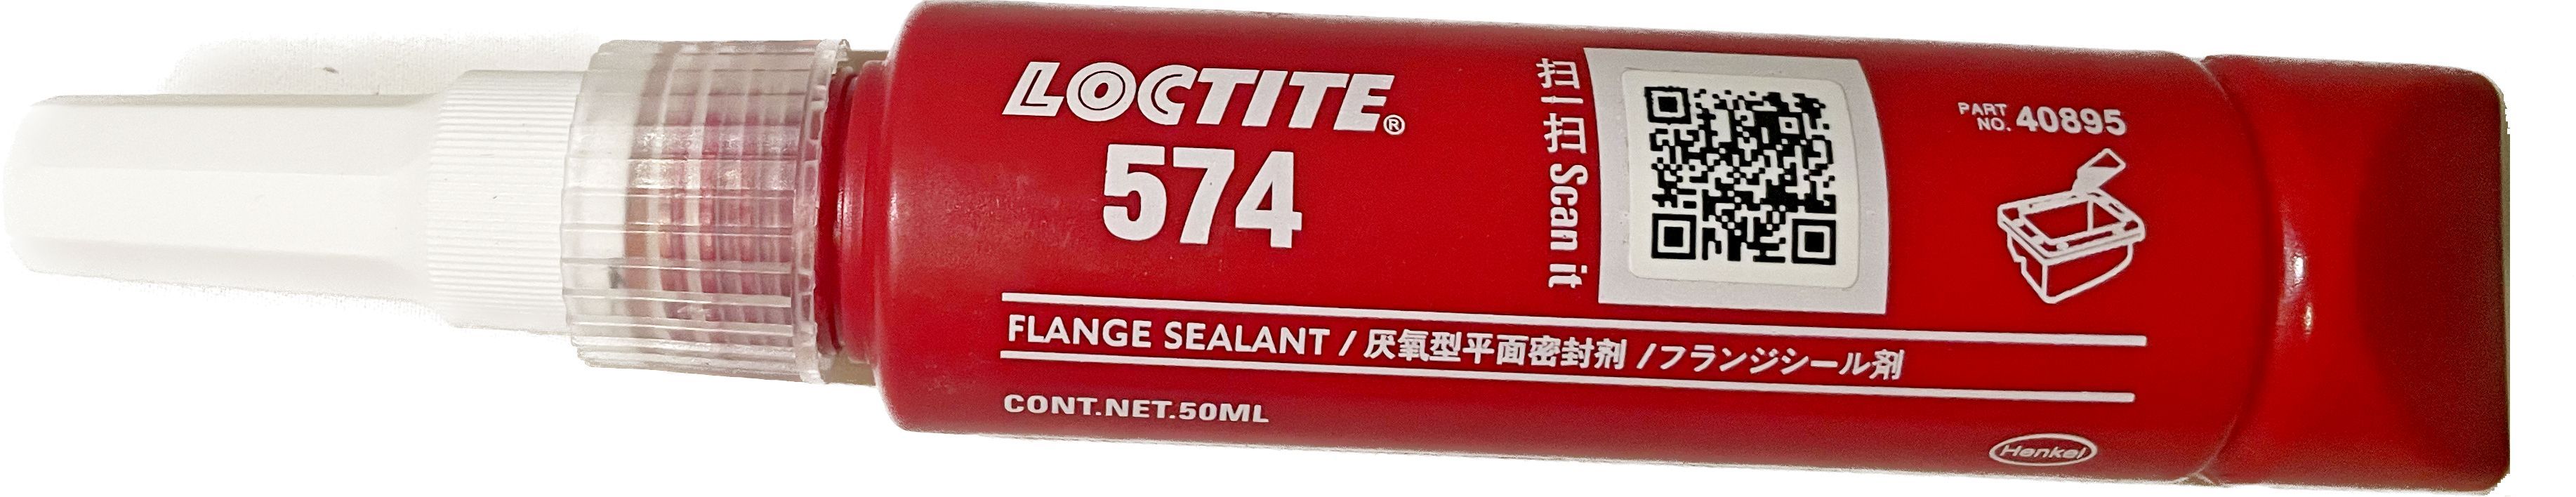 LOCTITE®
574
扫一扫 Scan it
PART NO. 40895
FLANGE SEALANT / 厌氧型平面密封剂 / フランジシール剤
CONT.NET.50ML
Henkel